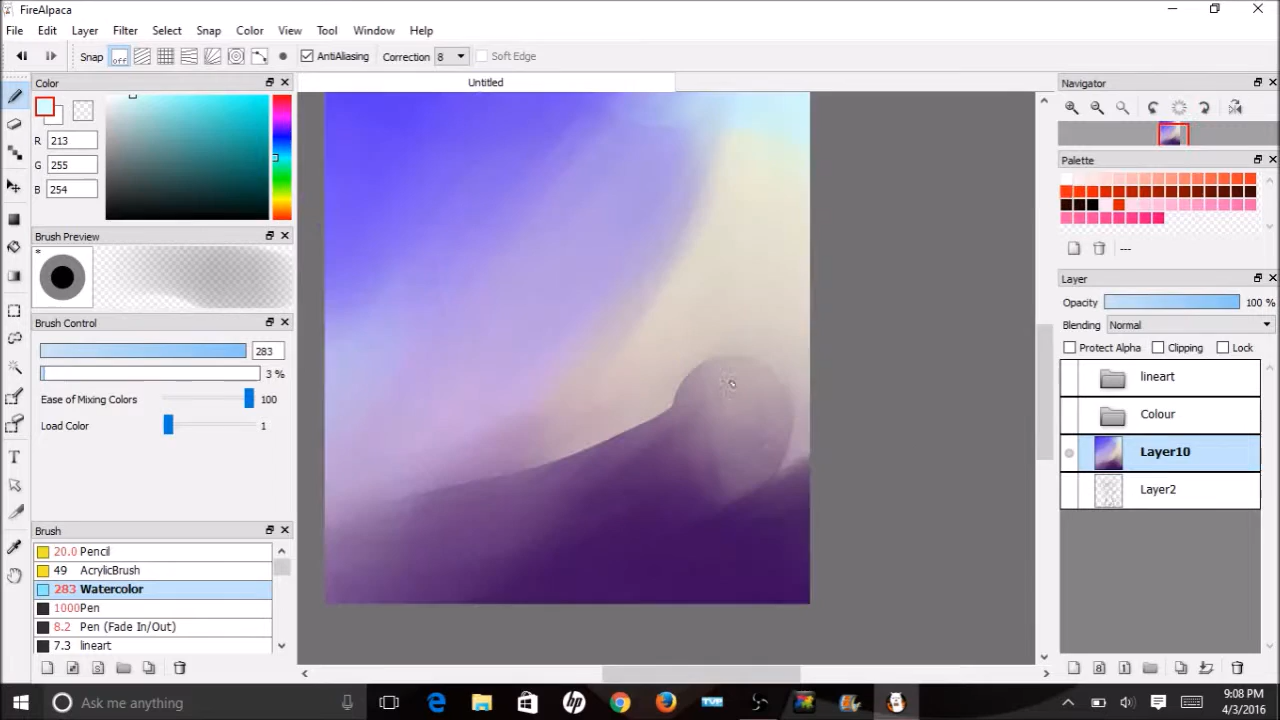 FireAlpaca
File Edit Layer Filter Select Snap Color View Tool Window Help
Snap off AntiAliasing Correction 8 Soft Edge
Color Untitled Navigator
R 213
G 255
B 254
Palette
---
Brush Preview
*
Layer
Opacity 100 %
Brush Control
Blending Normal
283
Protect Alpha Clipping Lock
3 %
lineart
Ease of Mixing Colors 100
Colour
Load Color 1
Layer10
T
Layer2
Brush
20.0 Pencil
49 AcrylicBrush
283 Watercolor
1000 Pen
8.2 Pen (Fade In/Out)
7.3 lineart
Ask me anything
hp
TVP
9:08 PM
4/3/2016